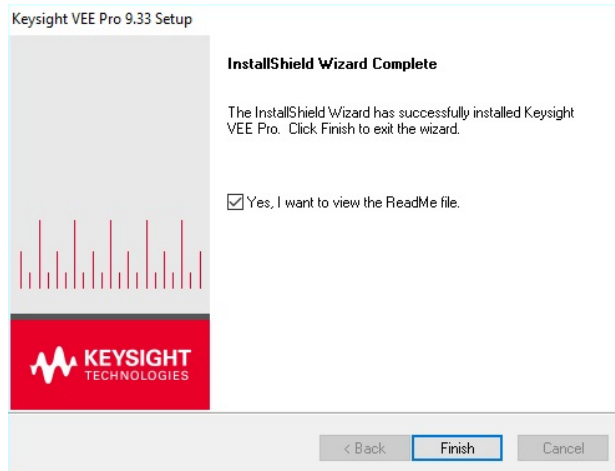 Keysight VEE Pro 9.33 Setup
InstallShield Wizard Complete
The InstallShield Wizard has successfully installed Keysight
VEE Pro. Click Finish to exit the wizard.
Yes, I want to view the ReadMe file.
KEYSIGHT
TECHNOLOGIES
< Back
Finish
Cancel